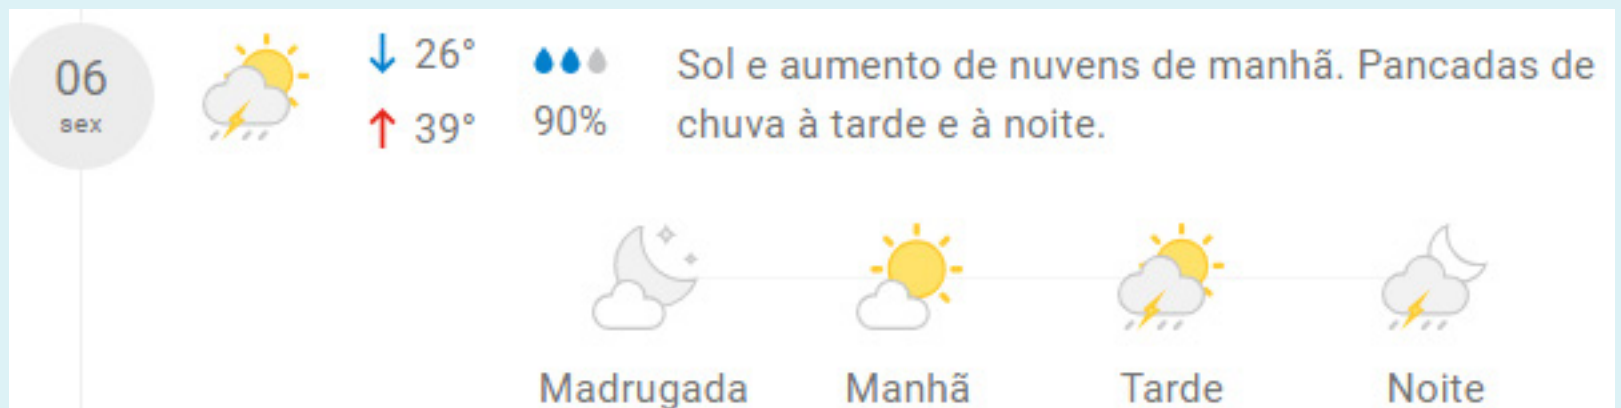 06
sex
26°
39°
90%
Sol e aumento de nuvens de manhã. Pancadas de
chuva à tarde e à noite.
Madrugada Manhã Tarde Noite